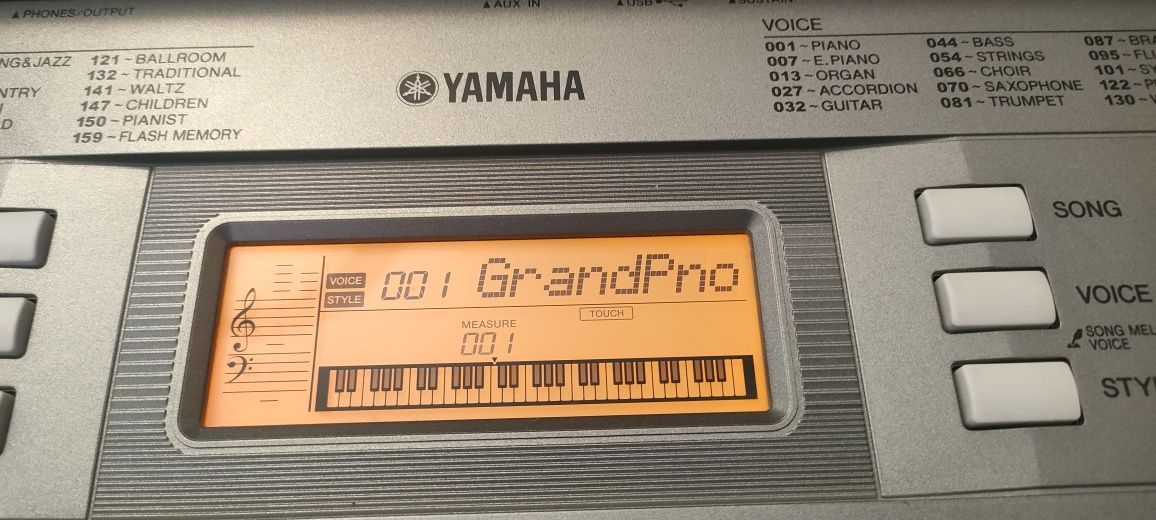 ▲PHONES/OUTPUT
▲AUX IN
▲USB
▲SUSTAIN
NG&JAZZ
NTRY
D
121~BALLROOM
132~TRADITIONAL
141~WALTZ
147~CHILDREN
150~PIANIST
159~FLASH MEMORY
YAMAHA
VOICE
001~PIANO
007~E.PIANO
013~ORGAN
027~ACCORDION
032~GUITAR
044~BASS
054~STRINGS
066~CHOIR
070~SAXOPHONE
081~TRUMPET
087~BRA
095~FLU
101~SY
122~P
130~
VOICE
STYLE
001 GrandPno
TOUCH
MEASURE
001
SONG
VOICE
SONG MEL
VOICE
STY